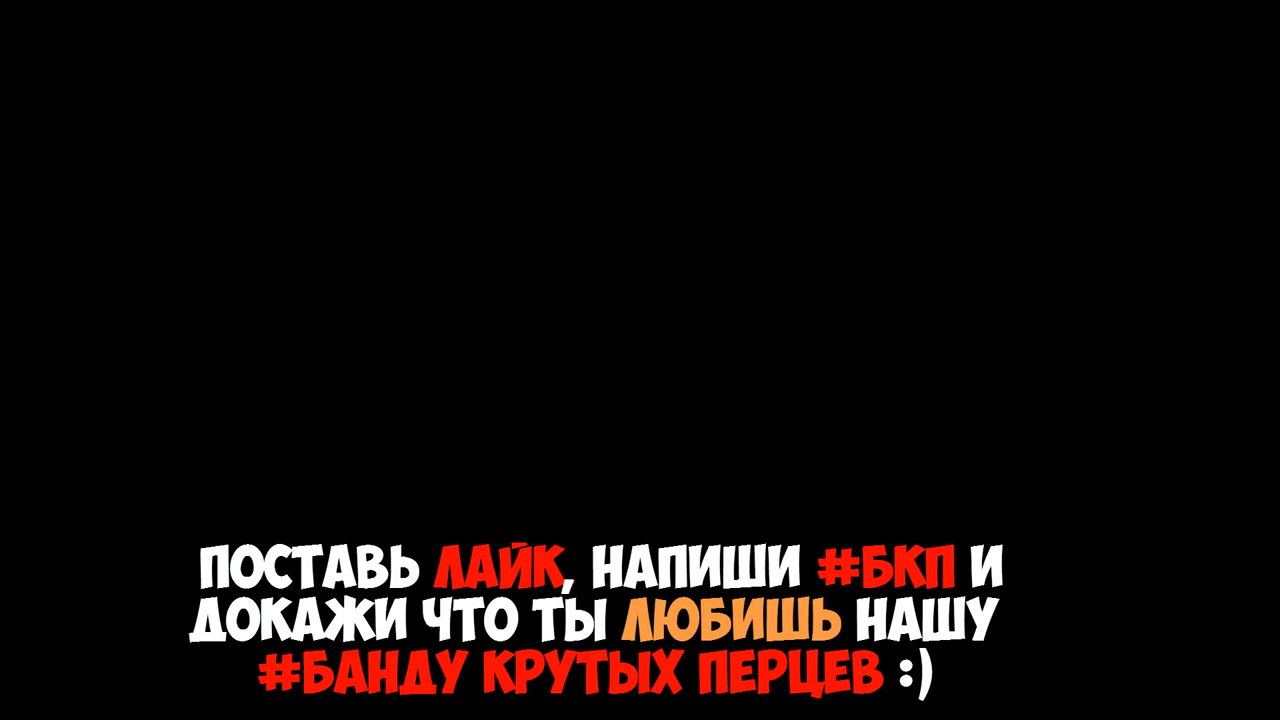 ПОСТАВЬ ЛАЙК, НАПИШИ #БКП И
ДОКАЖИ ЧТО ТЫ ЛЮБИШЬ НАШУ
#БАНДУ КРУТЫХ ПЕРЦЕВ :)